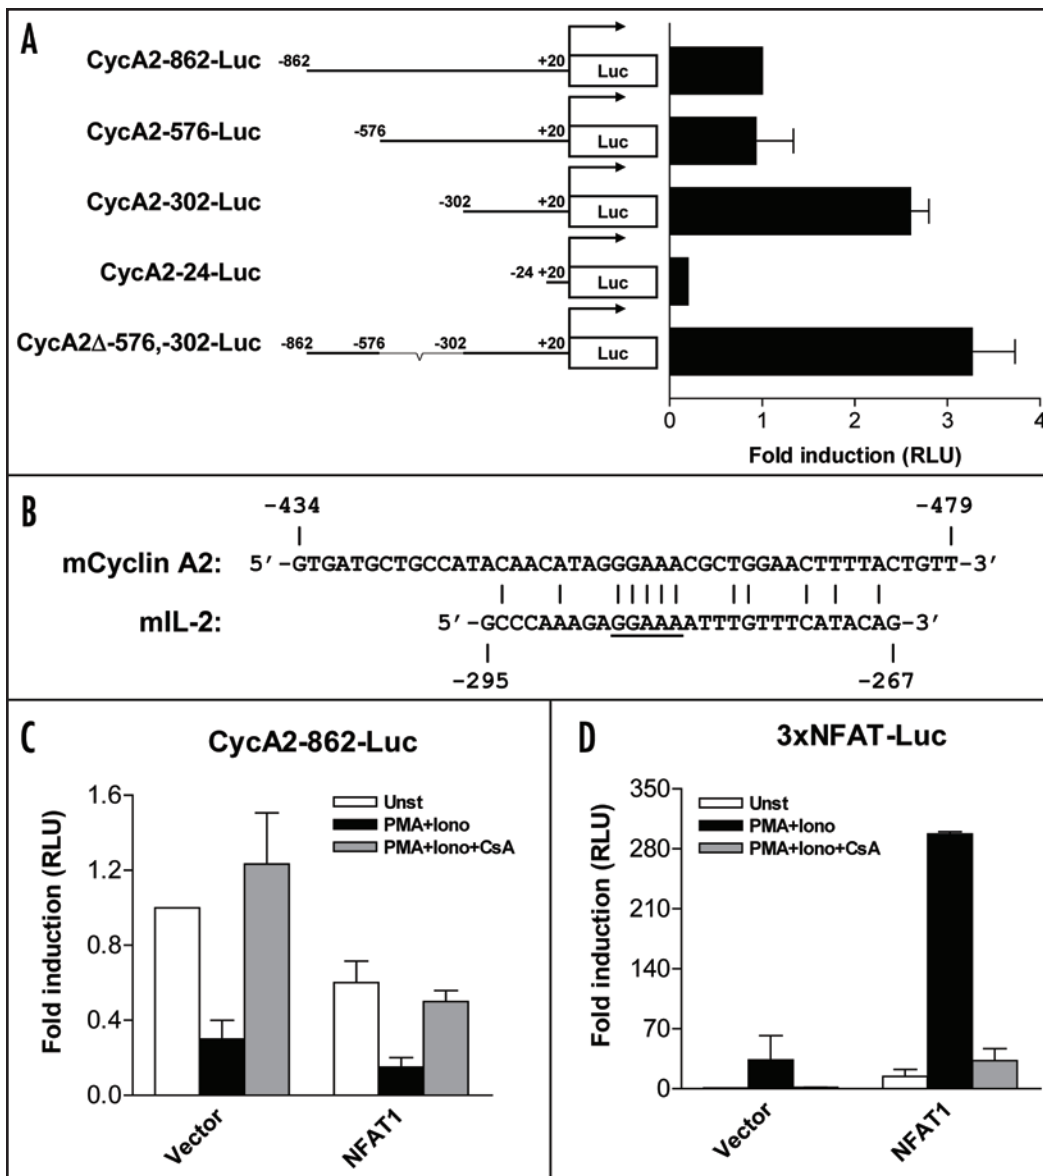 A
CycA2-862-Luc -862 +20 Luc
CycA2-576-Luc -576 +20 Luc
CycA2-302-Luc -302 +20 Luc
CycA2-24-Luc -24 +20 Luc
CycA2Δ-576,-302-Luc -862 -576 -302 +20 Luc
0 1 2 3 4
Fold induction (RLU)
B
-434 -479
mCyclin A2: 5′-GTGATGCTGCCATACAACATAGGGAAACGCTGGAACTTTTACTGTT-3′
mIL-2: 5′-GCCCAAAGAGGAAAATTTGTTTCATACAG-3′
-295 -267
C
CycA2-862-Luc
Fold induction (RLU)
1.6
1.2
0.8
0.4
0.0
Unst
PMA+Iono
PMA+Iono+CsA
Vector NFAT1
D
3xNFAT-Luc
Fold induction (RLU)
350
280
210
140
70
0
Unst
PMA+Iono
PMA+Iono+CsA
Vector NFAT1